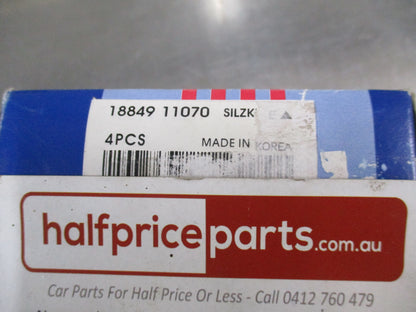 18849 11070 SILZK
4PCS MADE IN KOREA
halfpriceparts.com.au
Car Parts For Half Price Or Less - Call 0412 760 479